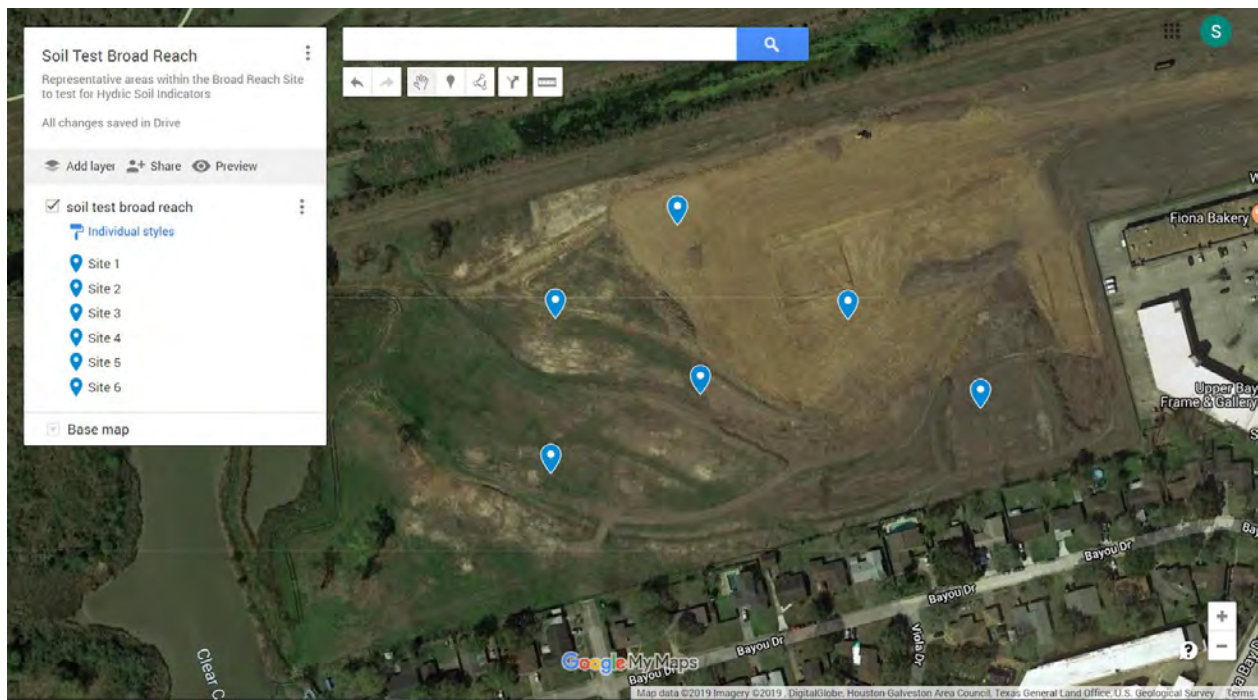 Soil Test Broad Reach
Representative areas within the Broad Reach Site
to test for Hydric Soil Indicators
All changes saved in Drive
Add layer Share Preview
soil test broad reach
Individual styles
Site 1
Site 2
Site 3
Site 4
Site 5
Site 6
Base map
S
Fiona Bakery
Upper Bay
Frame & Gallery
Bayou Dr
Bayou Dr
Bayou Dr
Bayou Dr
Viola Dr
Clear C
Google My Maps
+
−
?
Map data ©2019 Imagery ©2019 , DigitalGlobe, Houston Galveston Area Council, Texas General Land Office, U.S. Geological Survey Terms